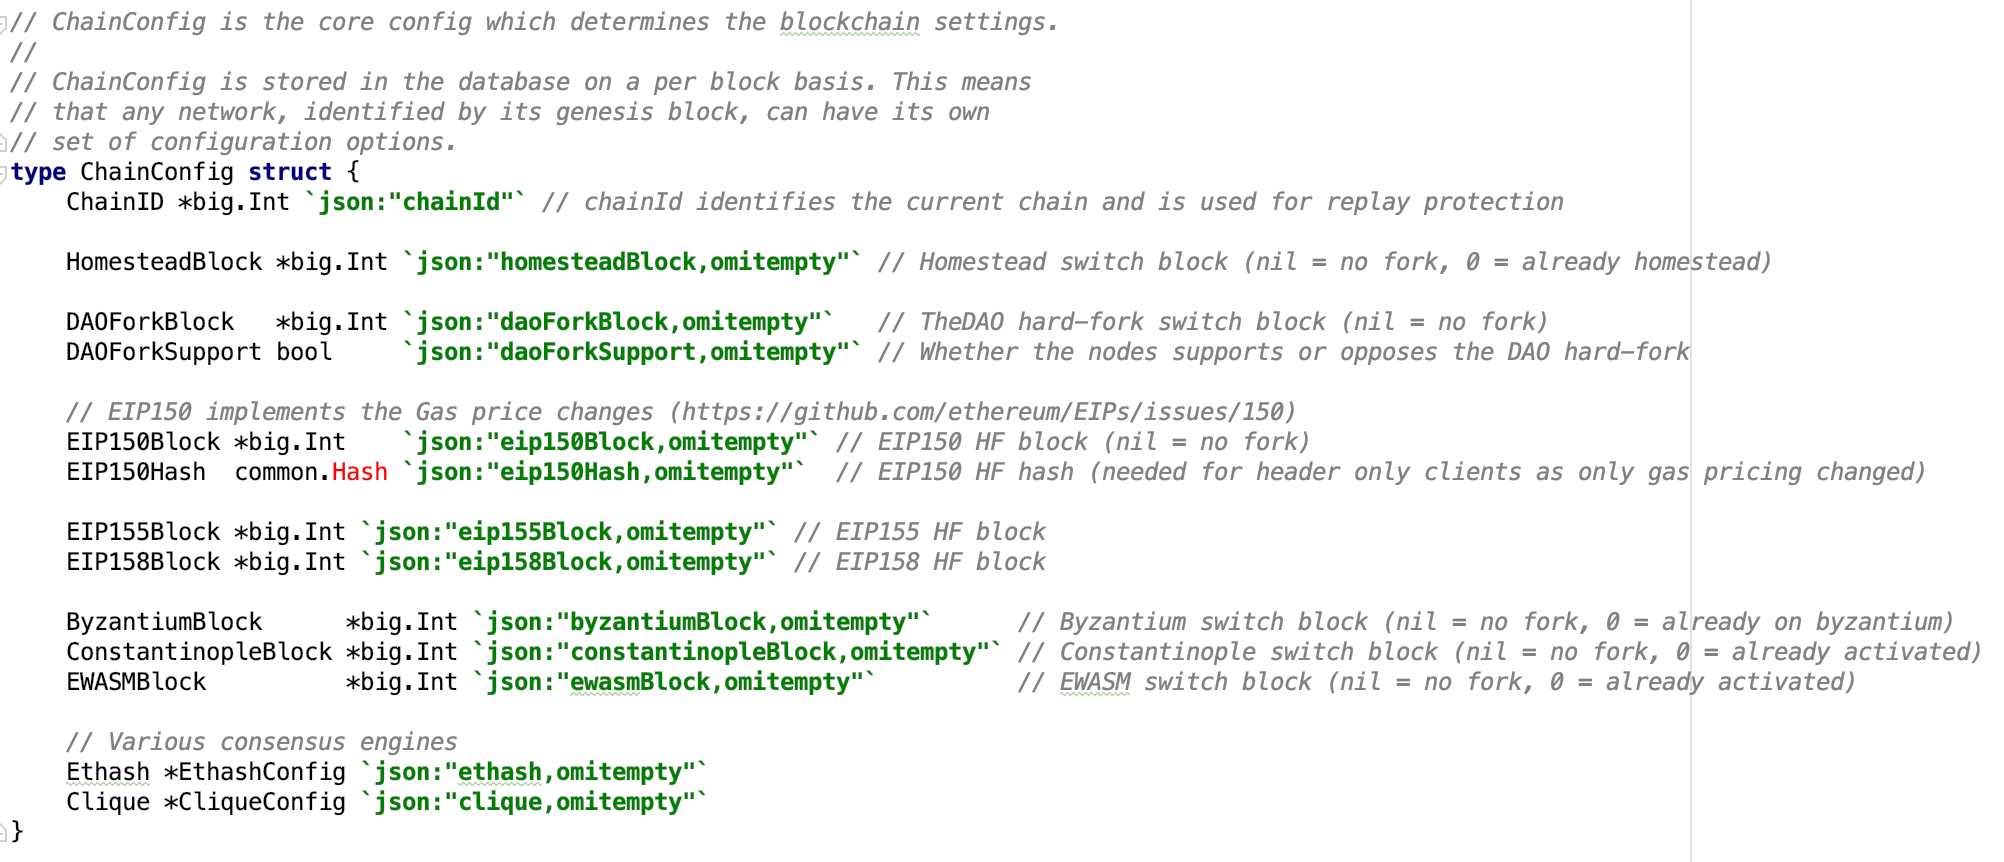 // ChainConfig is the core config which determines the blockchain settings.
//
// ChainConfig is stored in the database on a per block basis. This means
// that any network, identified by its genesis block, can have its own
// set of configuration options.
type ChainConfig struct {
    ChainID *big.Int `json:"chainId"` // chainId identifies the current chain and is used for replay protection

    HomesteadBlock *big.Int `json:"homesteadBlock,omitempty"` // Homestead switch block (nil = no fork, 0 = already homestead)

    DAOForkBlock   *big.Int `json:"daoForkBlock,omitempty"`   // TheDAO hard-fork switch block (nil = no fork)
    DAOForkSupport bool     `json:"daoForkSupport,omitempty"` // Whether the nodes supports or opposes the DAO hard-fork

    // EIP150 implements the Gas price changes (https://github.com/ethereum/EIPs/issues/150)
    EIP150Block *big.Int    `json:"eip150Block,omitempty"` // EIP150 HF block (nil = no fork)
    EIP150Hash  common.Hash `json:"eip150Hash,omitempty"`  // EIP150 HF hash (needed for header only clients as only gas pricing changed)

    EIP155Block *big.Int `json:"eip155Block,omitempty"` // EIP155 HF block
    EIP158Block *big.Int `json:"eip158Block,omitempty"` // EIP158 HF block

    ByzantiumBlock      *big.Int `json:"byzantiumBlock,omitempty"`      // Byzantium switch block (nil = no fork, 0 = already on byzantium)
    ConstantinopleBlock *big.Int `json:"constantinopleBlock,omitempty"` // Constantinople switch block (nil = no fork, 0 = already activated)
    EWASMBlock          *big.Int `json:"ewasmBlock,omitempty"`          // EWASM switch block (nil = no fork, 0 = already activated)

    // Various consensus engines
    Ethash *EthashConfig `json:"ethash,omitempty"`
    Clique *CliqueConfig `json:"clique,omitempty"`
}